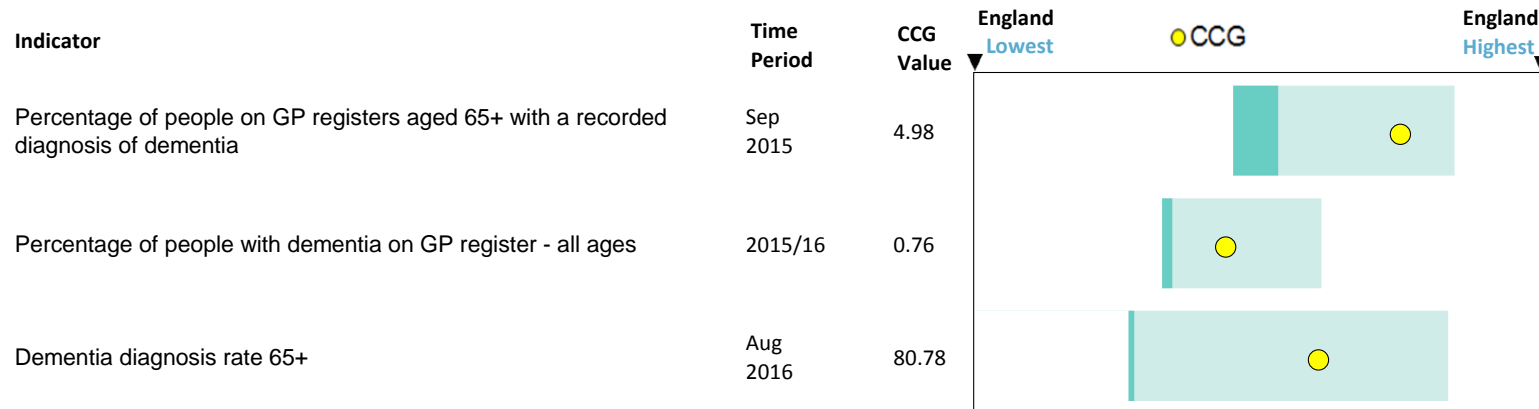 Indicator
Time
Period
CCG
Value
England
Lowest
CCG
England
Highest
Percentage of people on GP registers aged 65+ with a recorded
diagnosis of dementia
Sep
2015
4.98
Percentage of people with dementia on GP register - all ages
2015/16
0.76
Dementia diagnosis rate 65+
Aug
2016
80.78